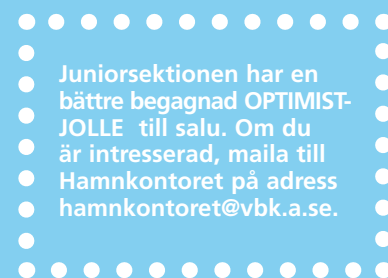 Juniorsektionen har en
bättre begagnad OPTIMIST-
JOLLE till salu. Om du
är intresserad, maila till
Hamnkontoret på adress
hamnkontoret@vbk.a.se.